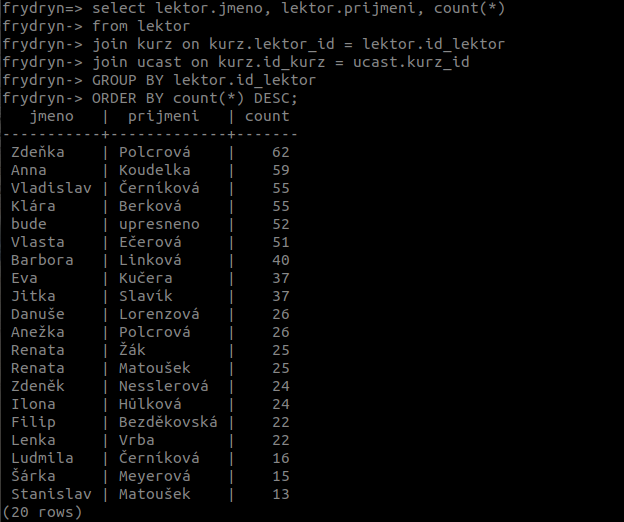 frydryn=> select lektor.jmeno, lektor.prijmeni, count(*)
frydryn-> from lektor
frydryn-> join kurz on kurz.lektor_id = lektor.id_lektor
frydryn-> join ucast on kurz.id_kurz = ucast.kurz_id
frydryn-> GROUP BY lektor.id_lektor
frydryn-> ORDER BY count(*) DESC;
   jmeno   |  prijmeni   | count
-----------+-------------+-------
 Zdeňka    | Polcrová    |    62
 Anna      | Koudelka    |    59
 Vladislav | Černíková   |    55
 Klára     | Berková     |    55
 bude      | upresneno   |    52
 Vlasta    | Ečerová     |    51
 Barbora   | Linková     |    40
 Eva       | Kučera      |    37
 Jitka     | Slavík      |    37
 Danuše    | Lorenzová   |    26
 Anežka    | Polcrová    |    26
 Renata    | Žák         |    25
 Renata    | Matoušek    |    25
 Zdeněk    | Nesslerová  |    24
 Ilona     | Hůlková     |    24
 Filip     | Bezděkovská |    22
 Lenka     | Vrba        |    22
 Ludmila   | Černíková   |    16
 Šárka     | Meyerová    |    15
 Stanislav | Matoušek    |    13
(20 rows)